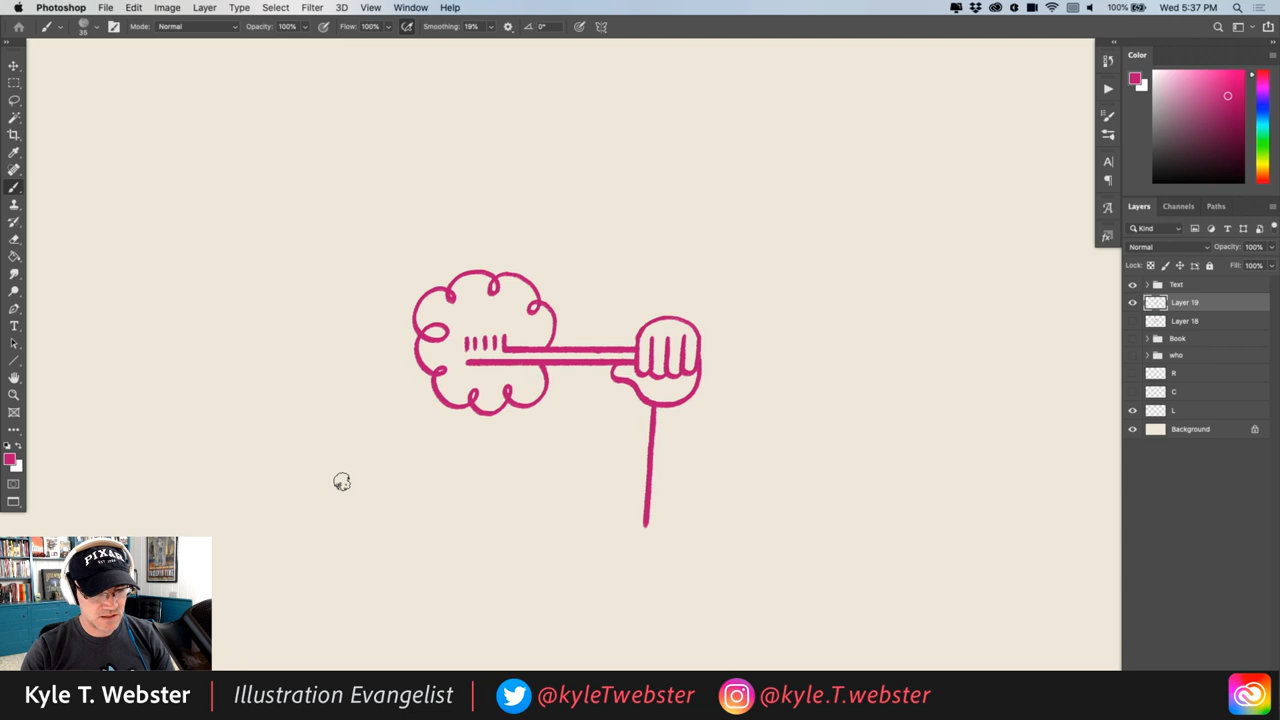 Photoshop File Edit Image Layer Type Select Filter 3D View Window Help 100% Wed 5:37 PM
35 Mode: Normal Opacity: 100% Flow: 100% Smoothing: 19% 0°
Color
Layers Channels Paths
Kind
Normal Opacity: 100%
Lock: Fill: 100%
Text
Layer 19
Layer 18
Book
who
R
C
L
Background
PIXAR
Kyle T. Webster | Illustration Evangelist @kyleTwebster | @kyle.T.webster